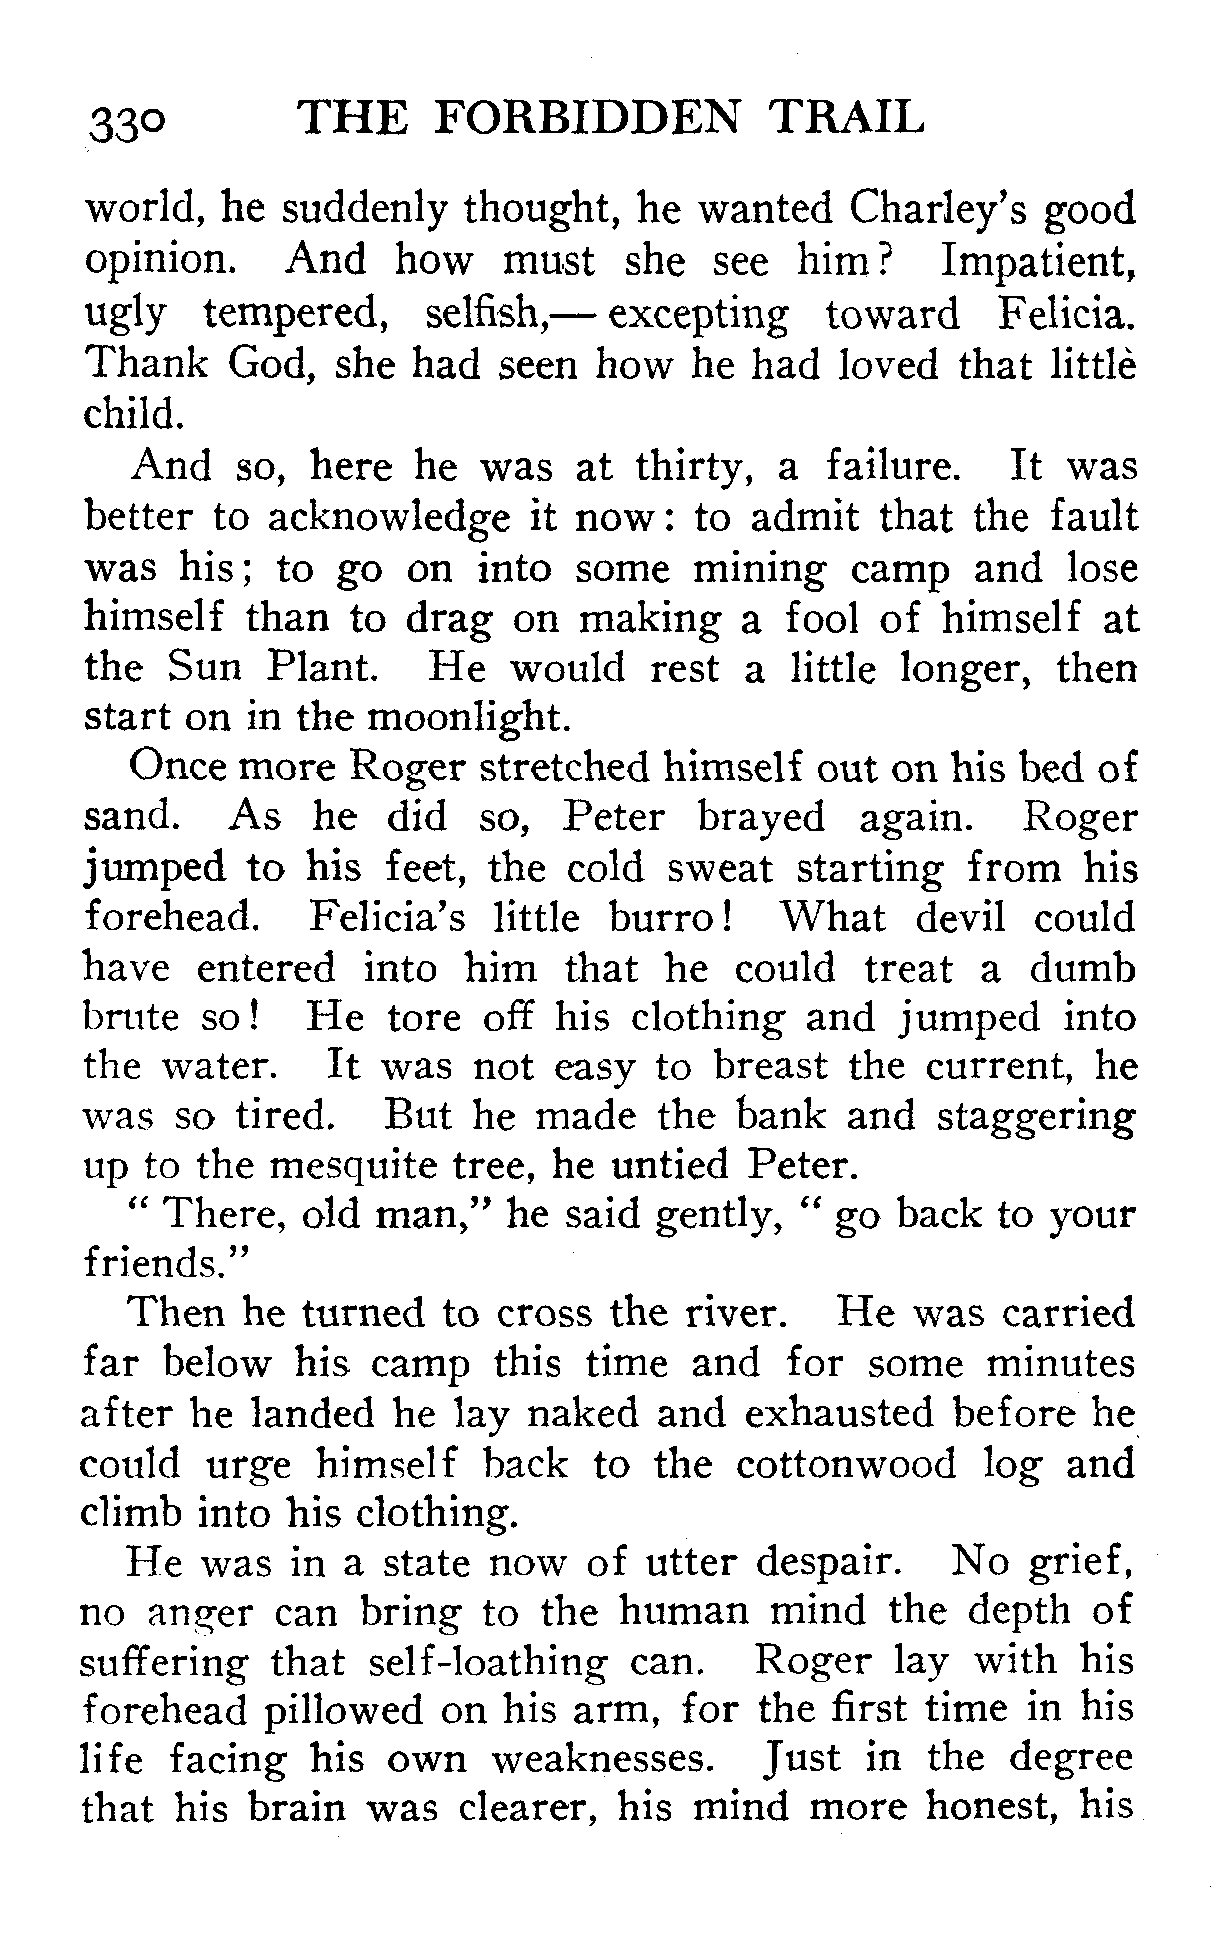 330 THE FORBIDDEN TRAIL
world, he suddenly thought, he wanted Charley's good
opinion. And how must she see him? Impatient,
ugly tempered, selfish,— excepting toward Felicia.
Thank God, she had seen how he had loved that little
child.
And so, here he was at thirty, a failure. It was
better to acknowledge it now: to admit that the fault
was his; to go on into some mining camp and lose
himself than to drag on making a fool of himself at
the Sun Plant. He would rest a little longer, then
start on in the moonlight.
Once more Roger stretched himself out on his bed of
sand. As he did so, Peter brayed again. Roger
jumped to his feet, the cold sweat starting from his
forehead. Felicia's little burro! What devil could
have entered into him that he could treat a dumb
brute so! He tore off his clothing and jumped into
the water. It was not easy to breast the current, he
was so tired. But he made the bank and staggering
up to the mesquite tree, he untied Peter.
"There, old man," he said gently, "go back to your
friends."
Then he turned to cross the river. He was carried
far below his camp this time and for some minutes
after he landed he lay naked and exhausted before he
could urge himself back to the cottonwood log and
climb into his clothing.
He was in a state now of utter despair. No grief,
no anger can bring to the human mind the depth of
suffering that self-loathing can. Roger lay with his
forehead pillowed on his arm, for the first time in his
life facing his own weaknesses. Just in the degree
that his brain was clearer, his mind more honest, his